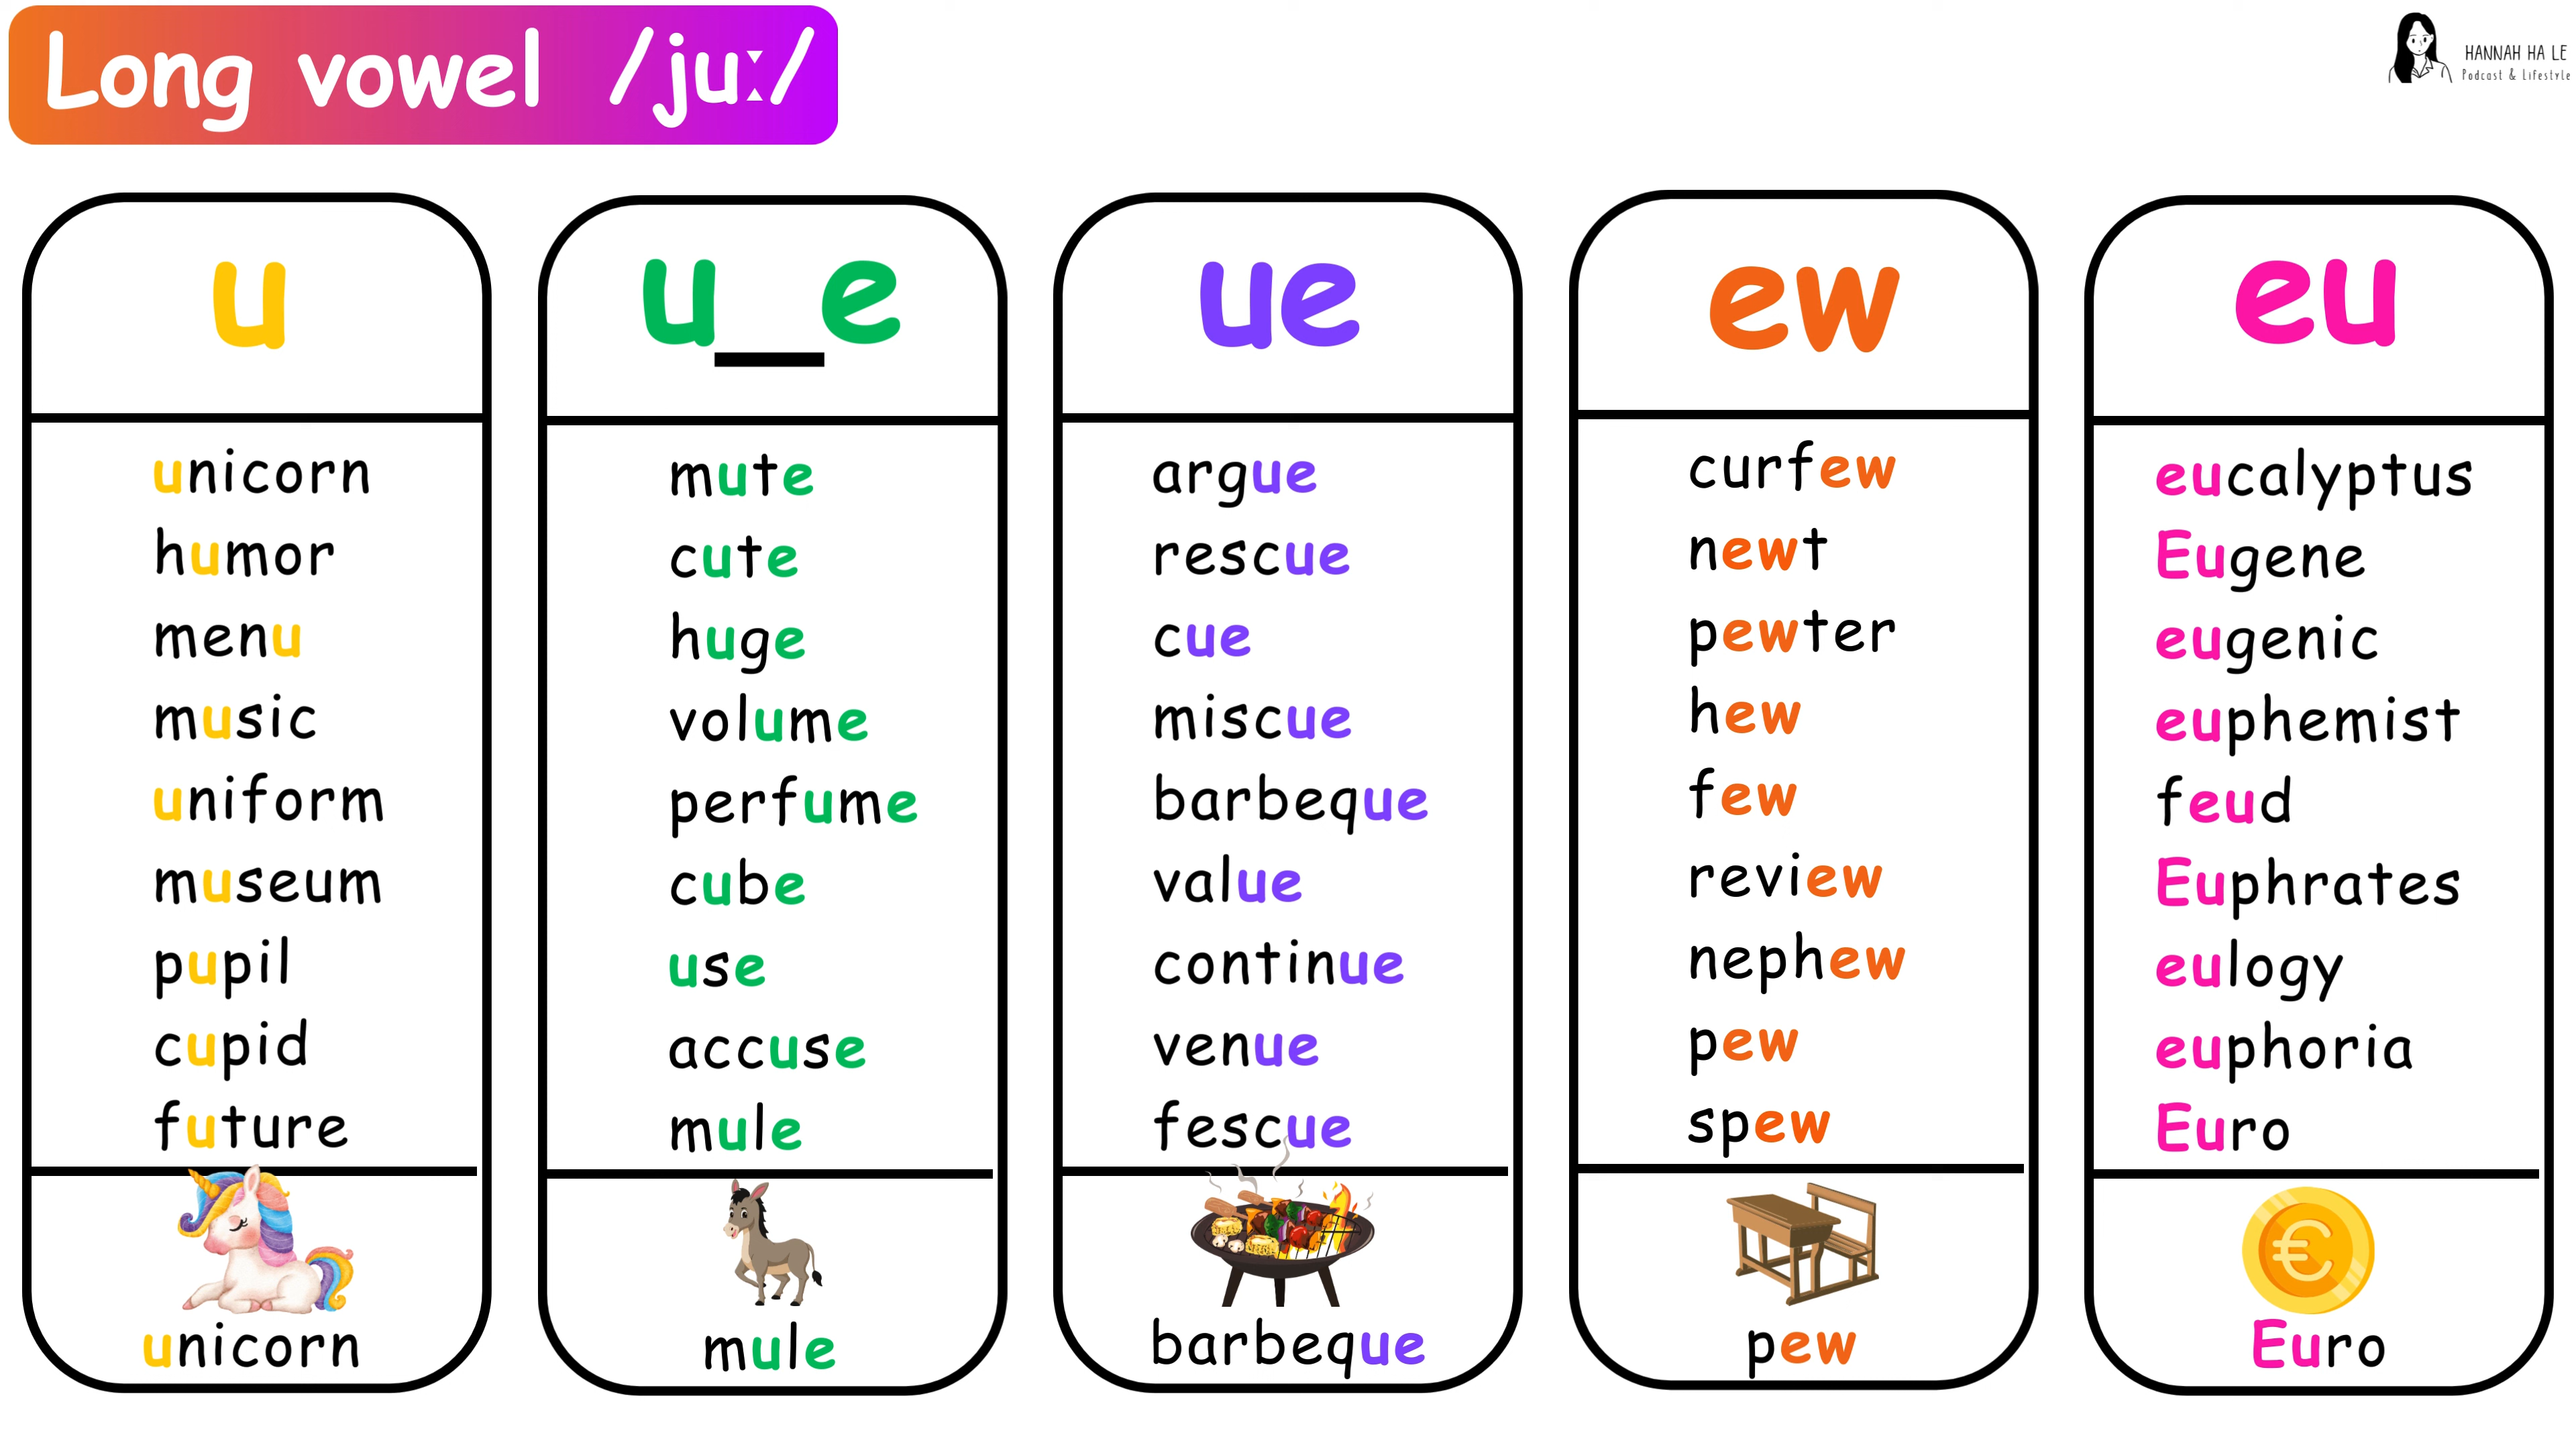 Long vowel /juː/
HANNAH HA LE
Podcast & Lifestyle
u
unicorn
humor
menu
music
uniform
museum
pupil
cupid
future
unicorn
u_e
mute
cute
huge
volume
perfume
cube
use
accuse
mule
mule
ue
argue
rescue
cue
miscue
barbeque
value
continue
venue
fescue
barbeque
ew
curfew
newt
pewter
hew
few
review
nephew
pew
spew
pew
eu
eucalyptus
Eugene
eugenic
euphemist
feud
Euphrates
eulogy
euphoria
Euro
€
Euro